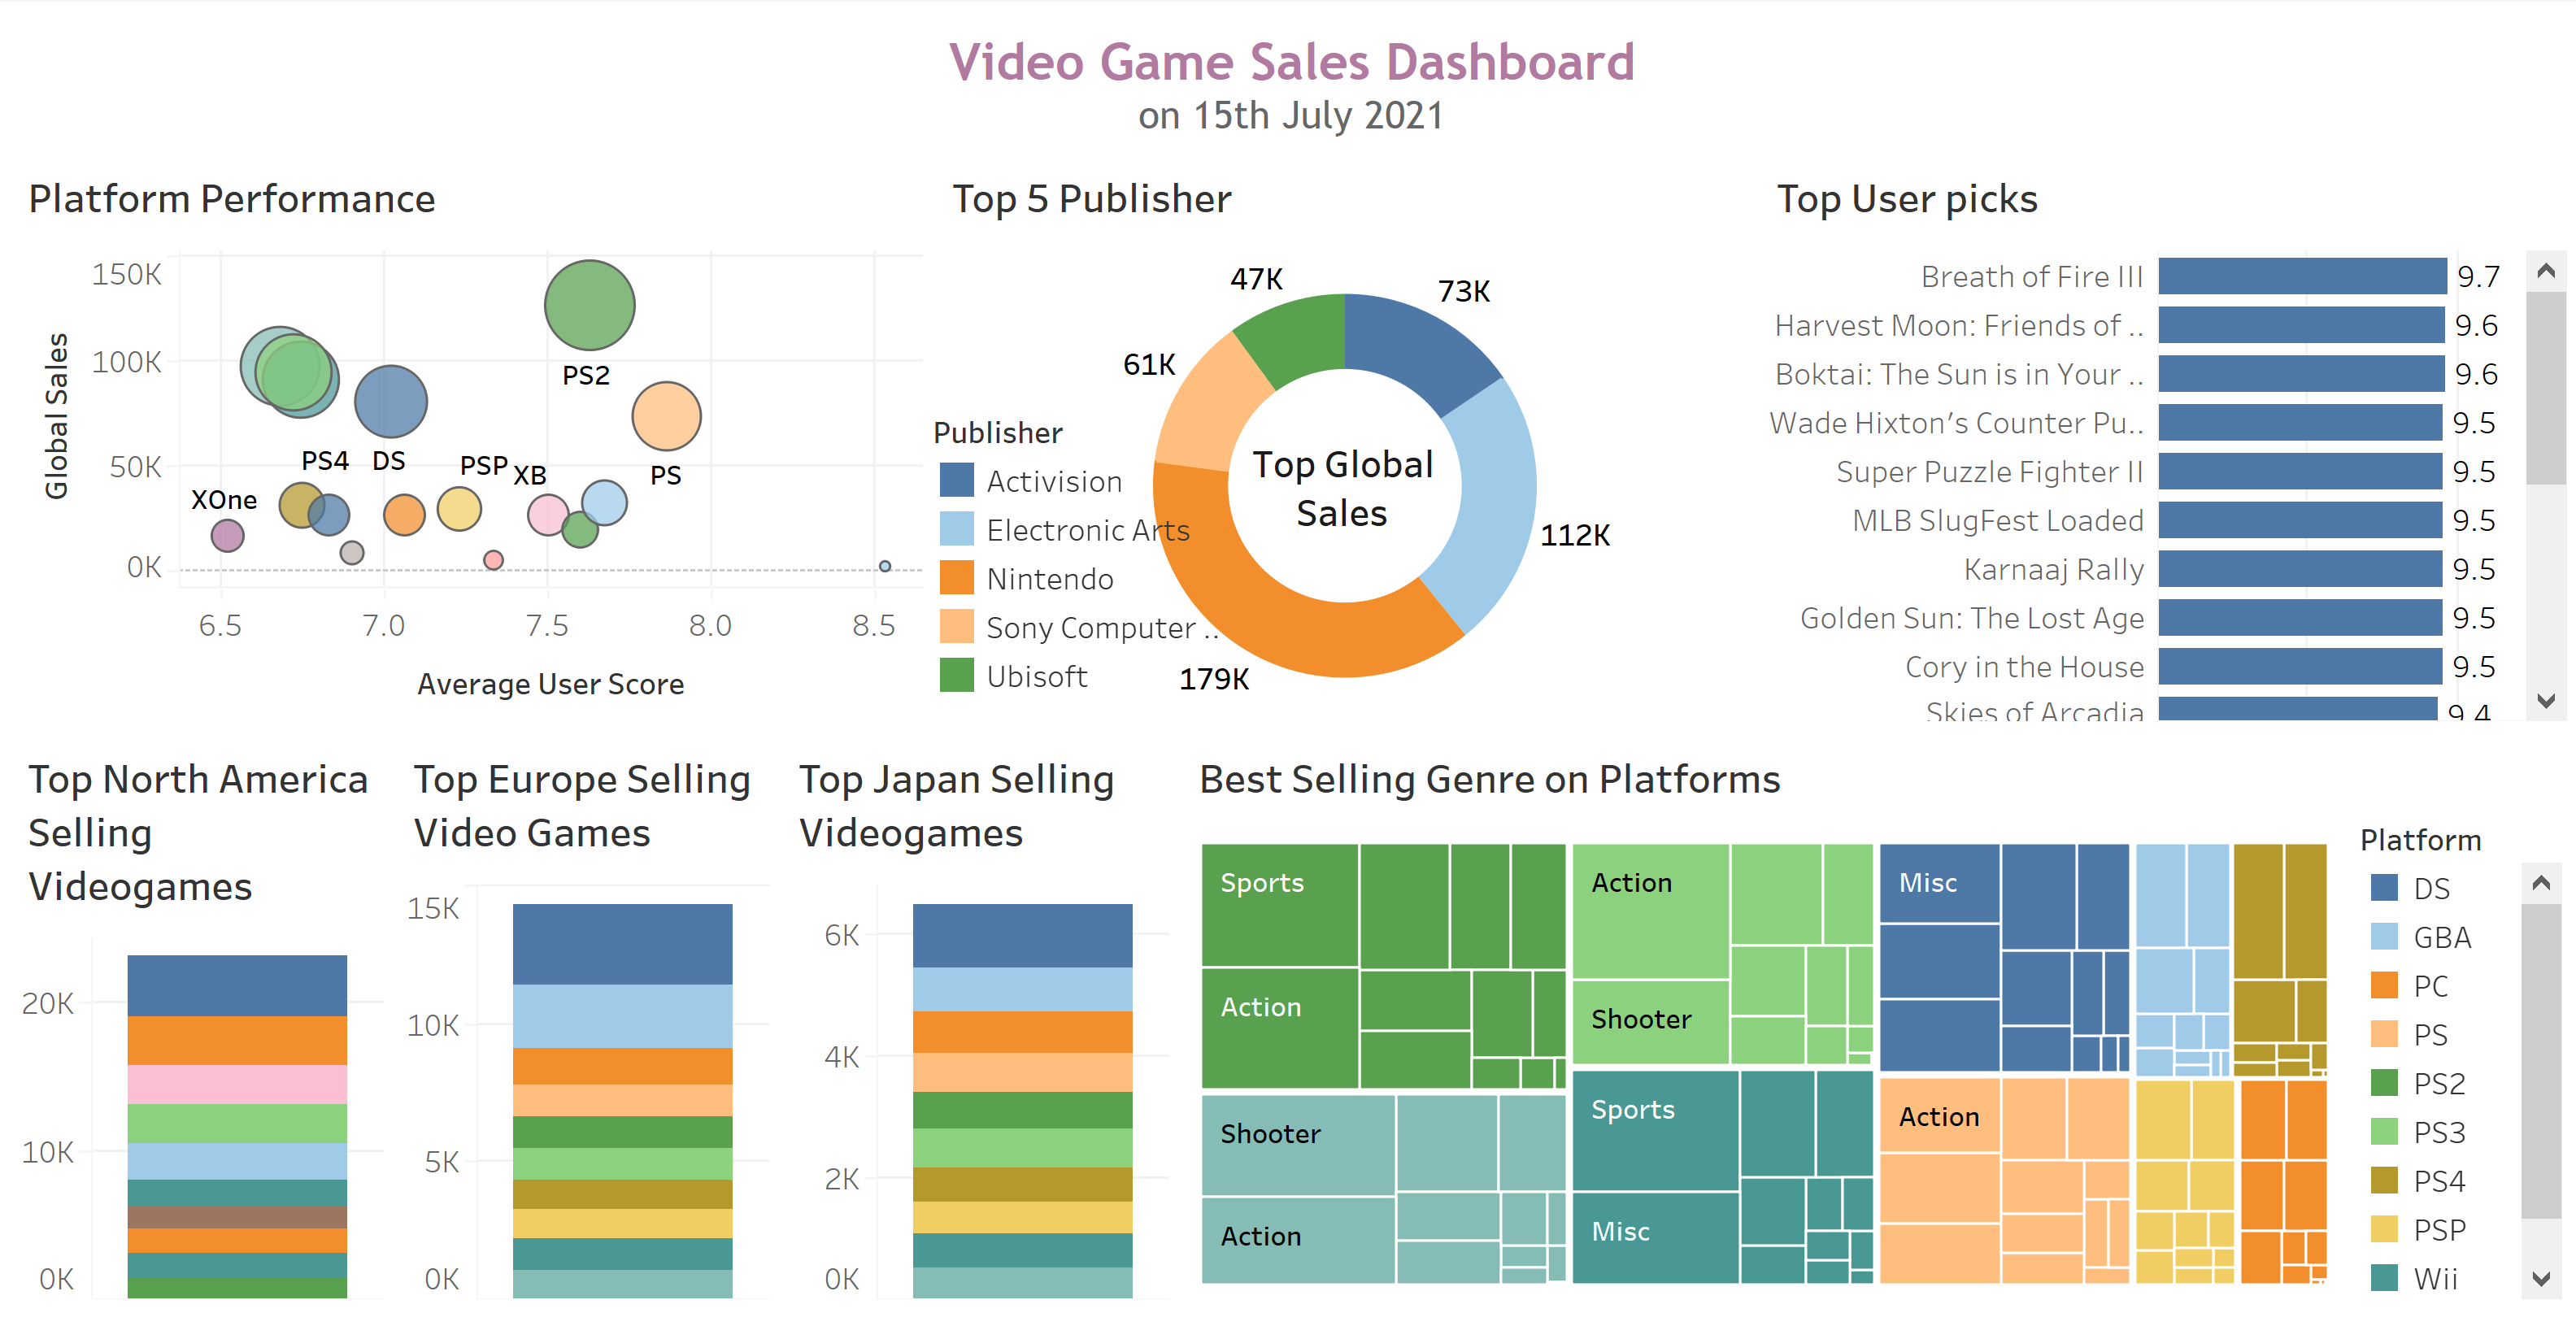 Video Game Sales Dashboard
on 15th July 2021
Platform Performance
150K
100K
50K
0K
Global Sales
PS2
PS
PS4
DS
PSP
XB
XOne
6.5
7.0
7.5
8.0
8.5
Average User Score
Top 5 Publisher
47K
73K
61K
112K
179K
Top Global
Sales
Publisher
Activision
Electronic Arts
Nintendo
Sony Computer ..
Ubisoft
Top User picks
Breath of Fire III 9.7
Harvest Moon: Friends of .. 9.6
Boktai: The Sun is in Your .. 9.6
Wade Hixton's Counter Pu.. 9.5
Super Puzzle Fighter II 9.5
MLB SlugFest Loaded 9.5
Karnaaj Rally 9.5
Golden Sun: The Lost Age 9.5
Cory in the House 9.5
Skies of Arcadia 9.4
Top North America
Selling
Videogames
20K
10K
0K
Top Europe Selling
Video Games
15K
10K
5K
0K
Top Japan Selling
Videogames
6K
4K
2K
0K
Best Selling Genre on Platforms
Sports
Action
Shooter
Action
Action
Shooter
Sports
Misc
Misc
Action
Platform
DS
GBA
PC
PS
PS2
PS3
PS4
PSP
Wii